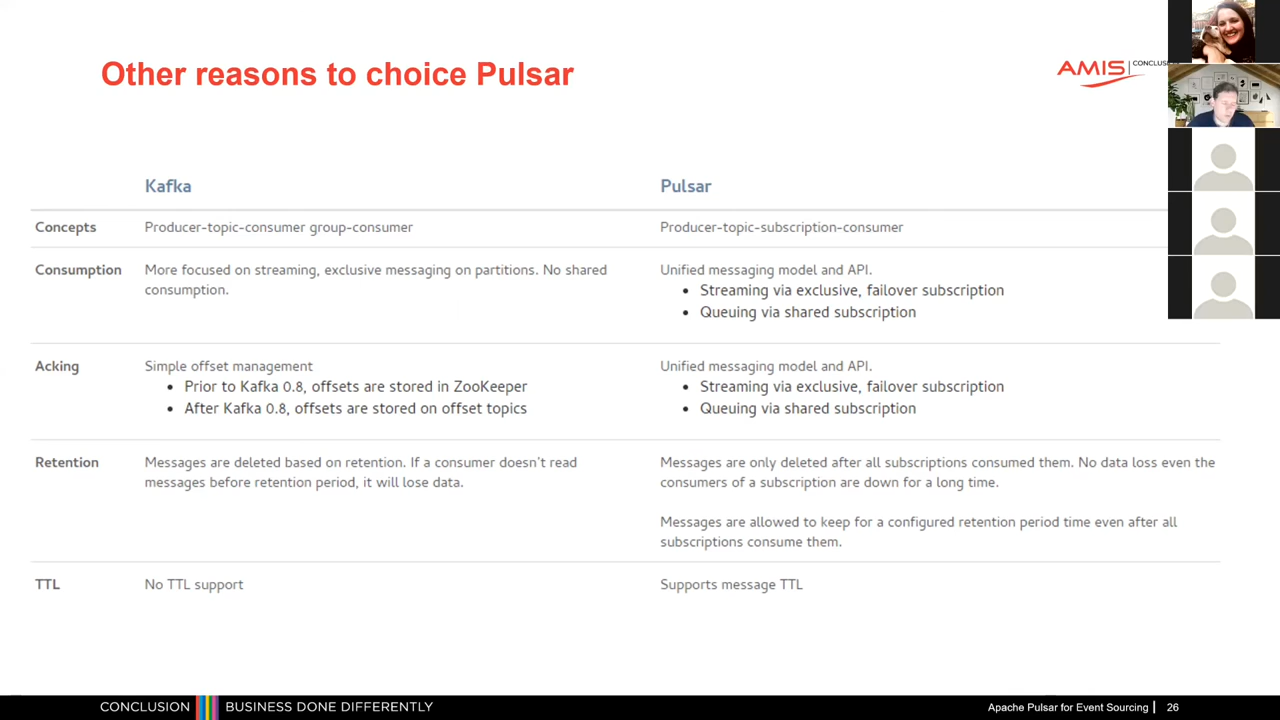 Other reasons to choice Pulsar
AMIS CONCLUSION
Kafka Pulsar
Concepts Producer-topic-consumer group-consumer Producer-topic-subscription-consumer
Consumption More focused on streaming, exclusive messaging on partitions. No shared Unified messaging model and API.
consumption. • Streaming via exclusive, failover subscription
• Queuing via shared subscription
Acking Simple offset management Unified messaging model and API.
• Prior to Kafka 0.8, offsets are stored in ZooKeeper • Streaming via exclusive, failover subscription
• After Kafka 0.8, offsets are stored on offset topics • Queuing via shared subscription
Retention Messages are deleted based on retention. If a consumer doesn't read Messages are only deleted after all subscriptions consumed them. No data loss even the
messages before retention period, it will lose data. consumers of a subscription are down for a long time.
Messages are allowed to keep for a configured retention period time even after all
subscriptions consume them.
TTL No TTL support Supports message TTL
CONCLUSION BUSINESS DONE DIFFERENTLY Apache Pulsar for Event Sourcing 26